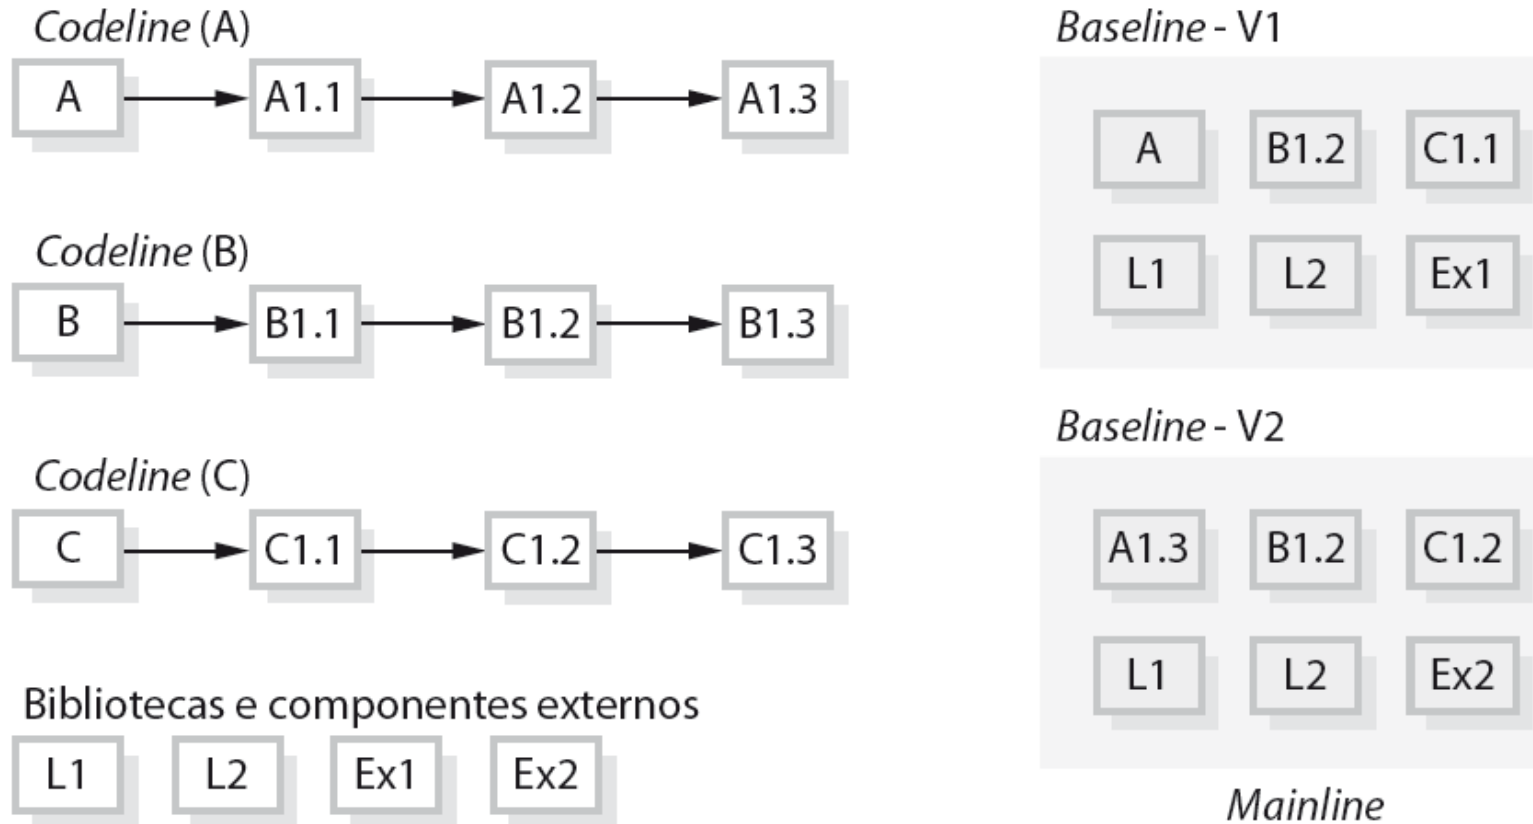 Codeline (A)
A A1.1 A1.2 A1.3
Codeline (B)
B B1.1 B1.2 B1.3
Codeline (C)
C C1.1 C1.2 C1.3
Bibliotecas e componentes externos
L1 L2 Ex1 Ex2
Baseline - V1
A B1.2 C1.1
L1 L2 Ex1
Baseline - V2
A1.3 B1.2 C1.2
L1 L2 Ex2
Mainline